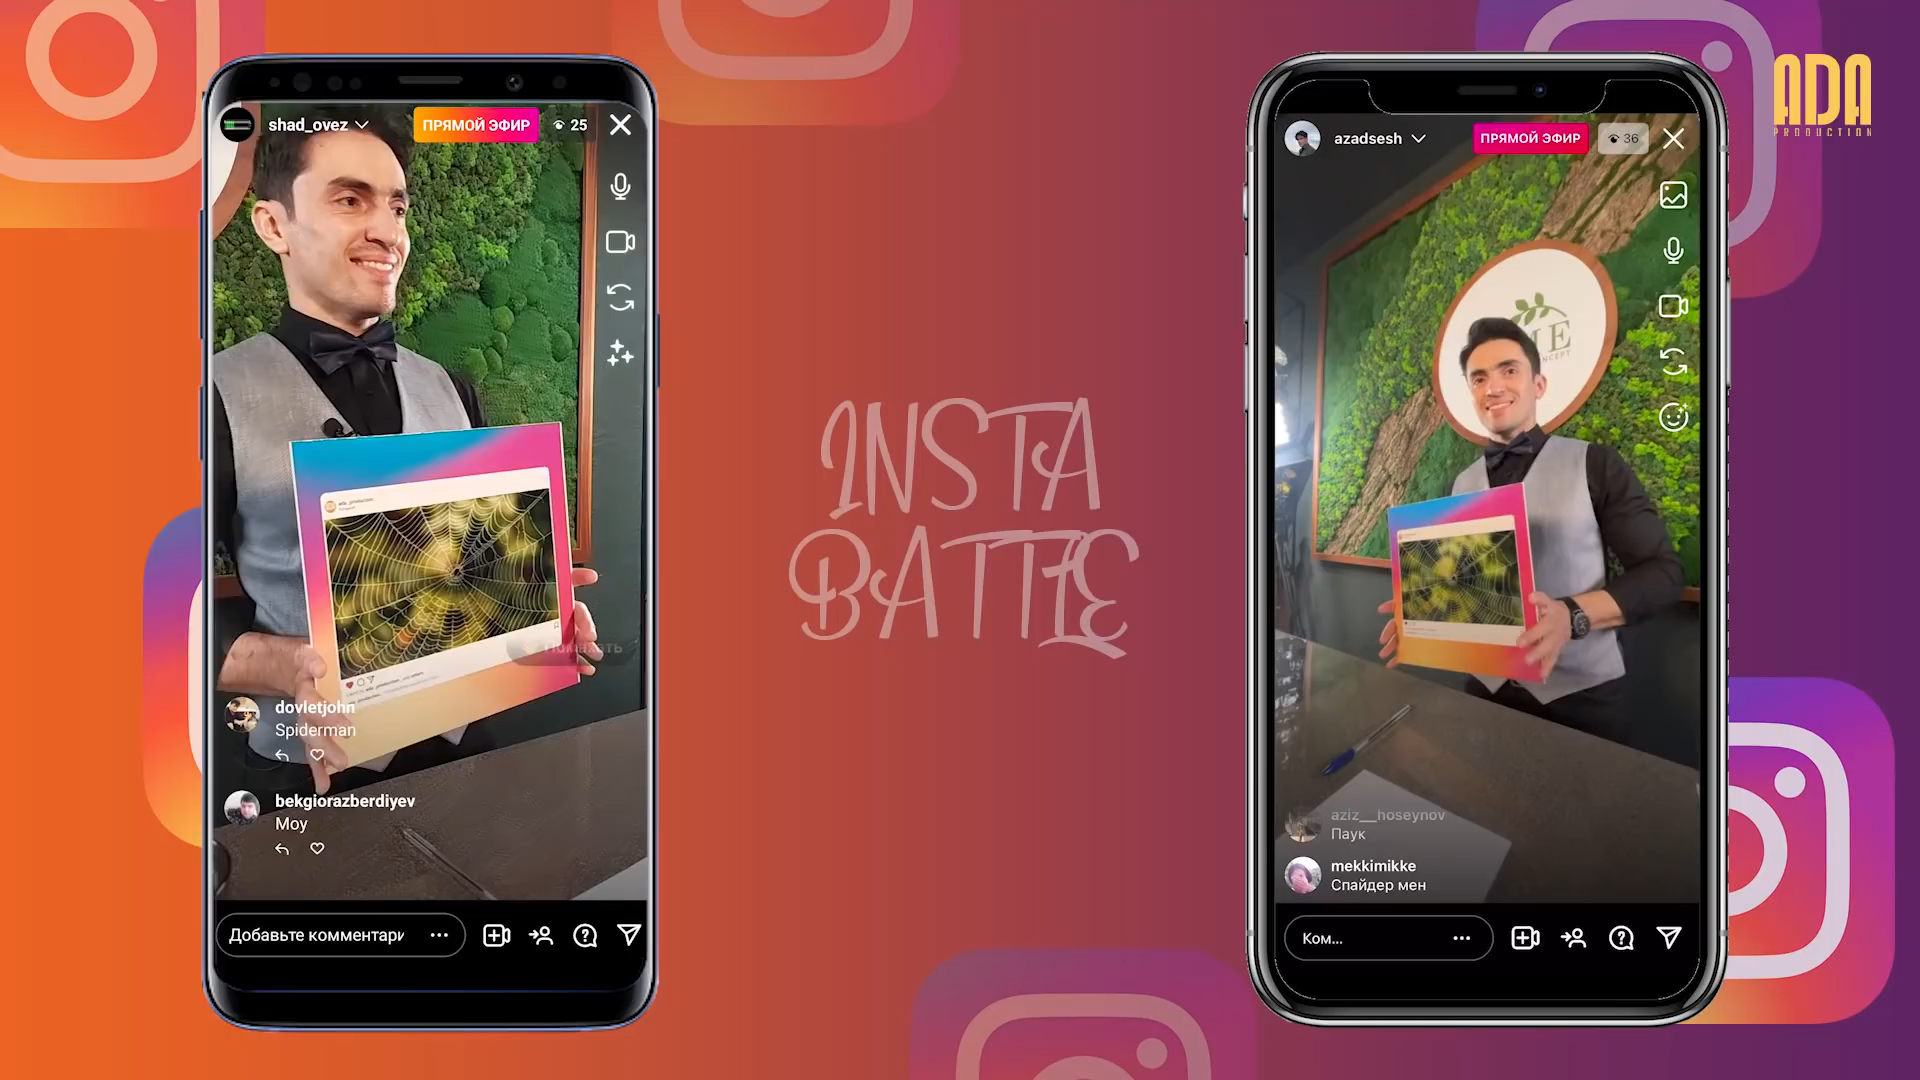 shad_ovez
ПРЯМОЙ ЭФИР
25
dovletjohn
Spiderman
bekgiorazberdiyev
Moy
Добавьте комментари
INSTA
BATTLE
azadsesh
ПРЯМОЙ ЭФИР
36
aziz__hoseynov
Паук
mekkimikke
Спайдер мен
Ком...
ADA
PRODUCTION